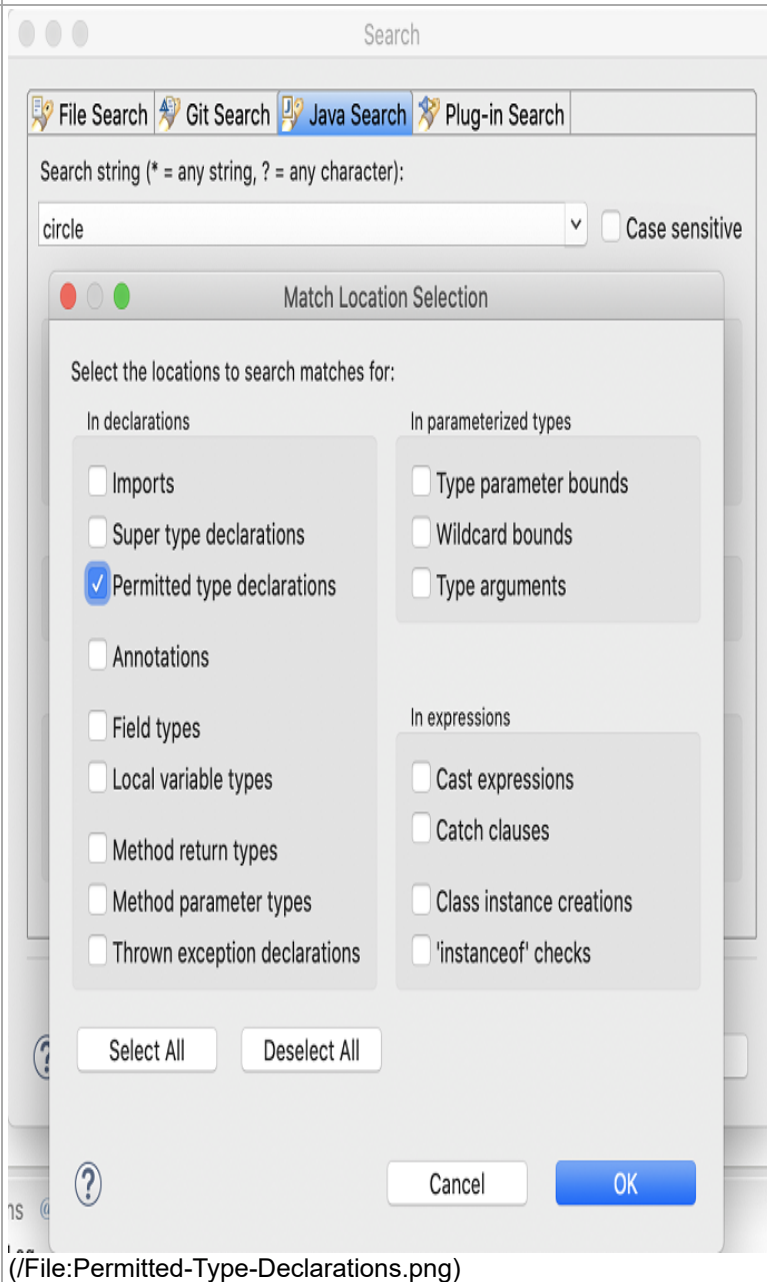 Search
File Search Git Search Java Search Plug-in Search
Search string (* = any string, ? = any character):
circle
Case sensitive
Match Location Selection
Select the locations to search matches for:
In declarations
Imports
Super type declarations
Permitted type declarations
Annotations
Field types
Local variable types
Method return types
Method parameter types
Thrown exception declarations
In parameterized types
Type parameter bounds
Wildcard bounds
Type arguments
In expressions
Cast expressions
Catch clauses
Class instance creations
'instanceof' checks
Select All Deselect All
? Cancel OK
ns @
(/File:Permitted-Type-Declarations.png)